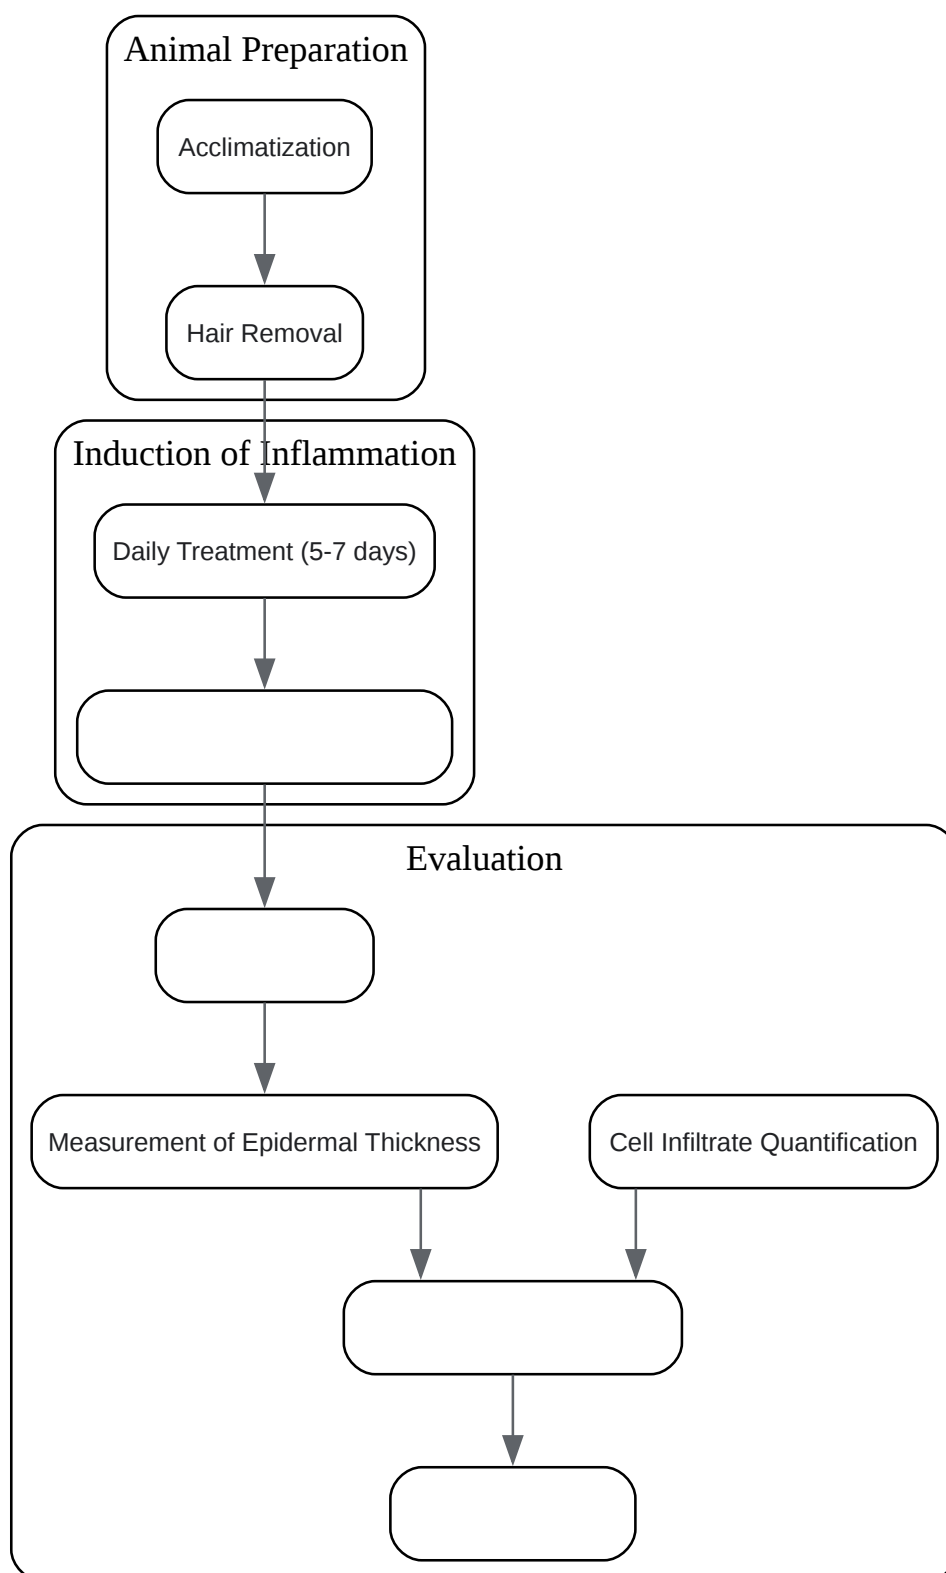 Animal Preparation
Acclimatization
Hair Removal
Induction of Inflammation
Daily Treatment (5-7 days)
Evaluation
Measurement of Epidermal Thickness
Cell Infiltrate Quantification